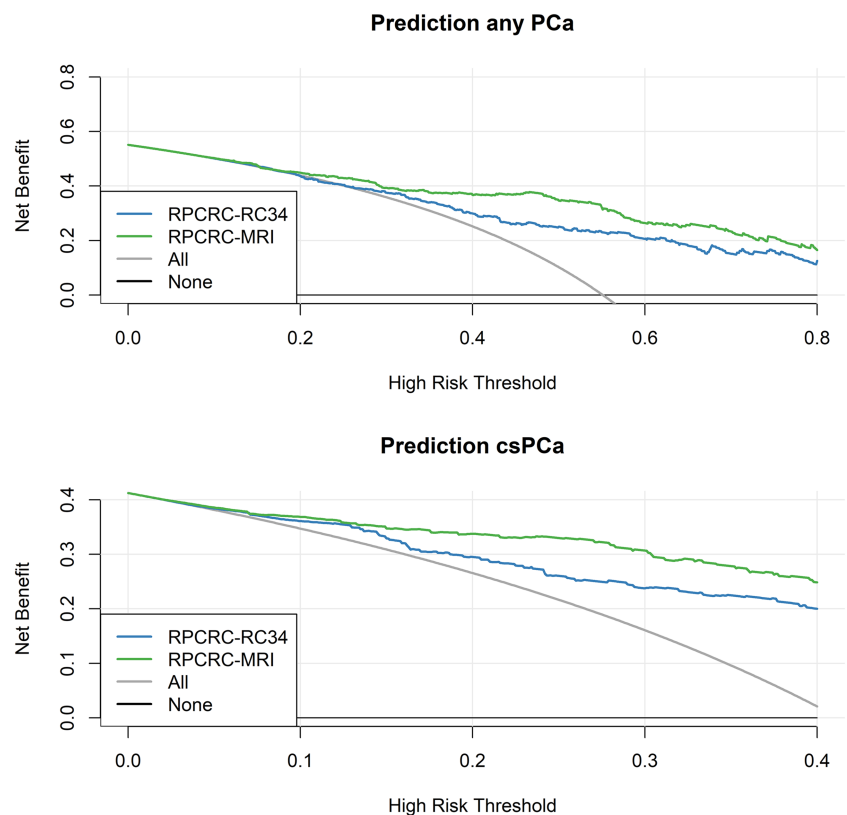 Prediction any PCa
Net Benefit
0.8
0.6
0.4
0.2
0.0
RPCRC-RC34
RPCRC-MRI
All
None
0.0 0.2 0.4 0.6 0.8
High Risk Threshold
Prediction csPCa
Net Benefit
0.4
0.3
0.2
0.1
0.0
RPCRC-RC34
RPCRC-MRI
All
None
0.0 0.1 0.2 0.3 0.4
High Risk Threshold